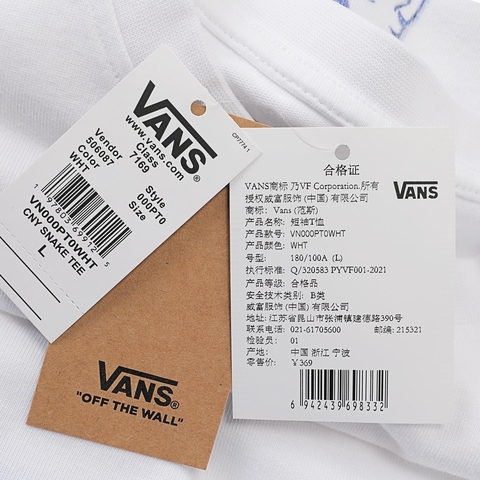 VANS®
www.vans.com
Vendor Class Style
506087 7169 000PT0
Color Size
WHT
VN000PT0WHT
CNY SNAKE TEE
L
CP7774.1
VANS®
"OFF THE WALL"
合格证
VANS商标 乃VF Corporation.所有
授权威富服饰(中国) 有限公司
VANS
商标: Vans (范斯)
产品名称: 短袖T恤
产品款号: VN000PT0WHT
产品颜色: WHT
号型: 180/100A (L)
执行标准: Q/320583 PYVF001-2021
产品等级: 合格品
安全技术类别: B类
威富服饰(中国) 有限公司
地址: 江苏省昆山市张浦镇建德路390号
联系电话: 021-61705600 邮编: 215321
检验员: 01
产地: 中国 浙江 宁波
零售价: ¥369
6 942439 698332